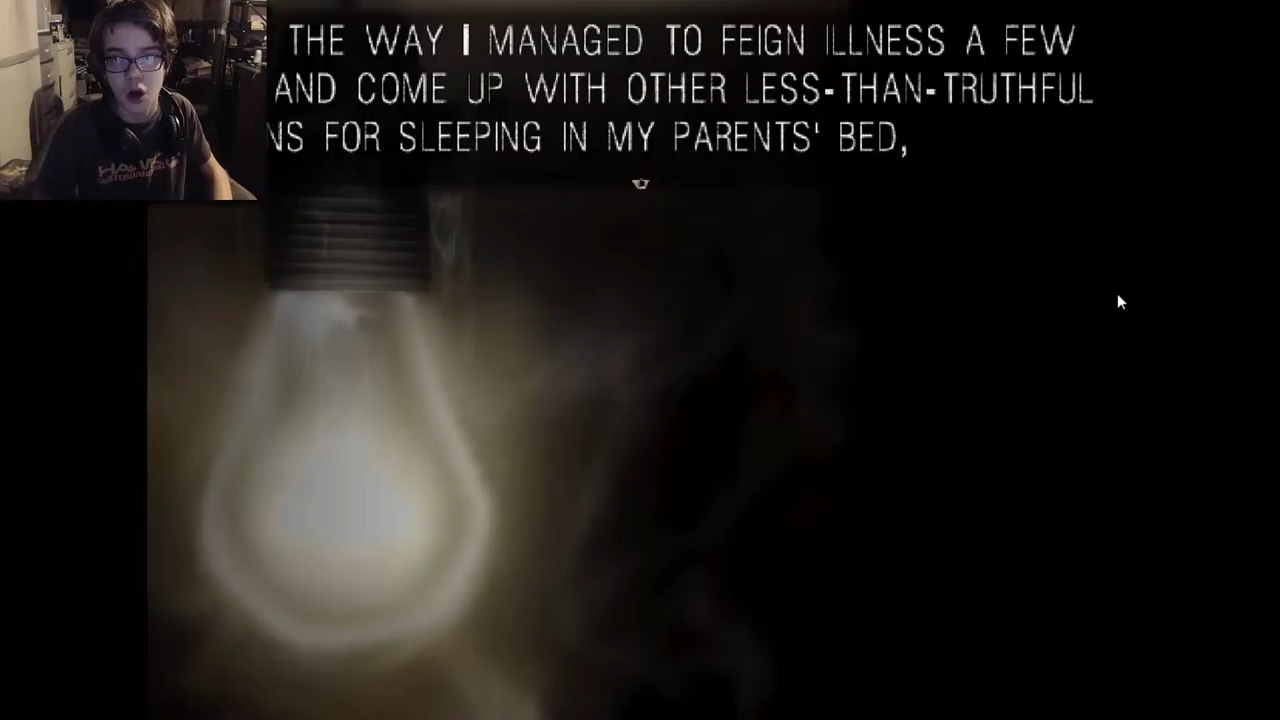 THE WAY I MANAGED TO FEIGN ILLNESS A FEW
AND COME UP WITH OTHER LESS-THAN-TRUTHFUL
NS FOR SLEEPING IN MY PARENTS' BED,